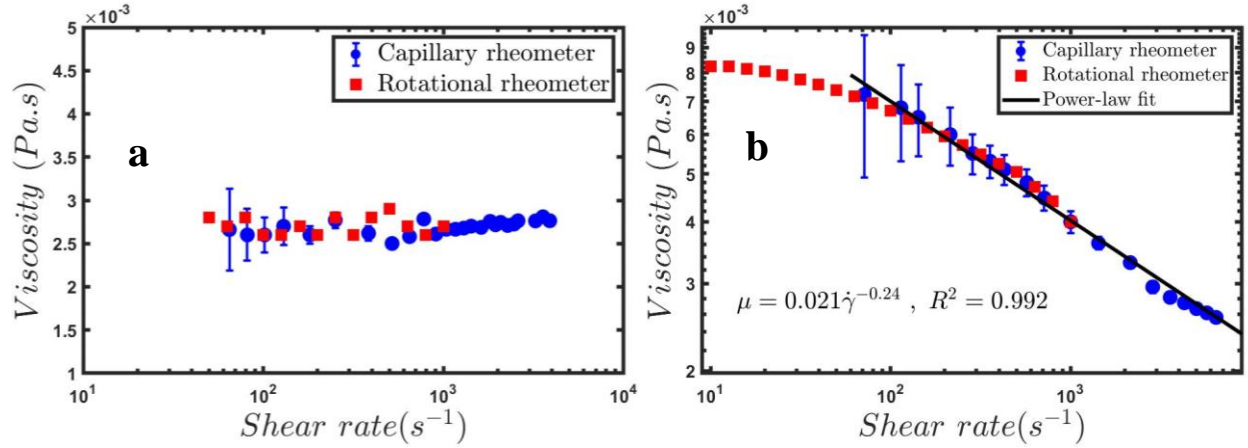 ×10⁻³
5
4.5
4
3.5
3
2.5
2
1.5
1
Viscosity (Pa.s)
a
Capillary rheometer
Rotational rheometer
10¹
10²
10³
10⁴
Shear rate(s⁻¹)
×10⁻³
9
8
7
6
5
4
3
2
Viscosity (Pa.s)
b
Capillary rheometer
Rotational rheometer
Power-law fit
μ = 0.021γ̇⁻⁰·²⁴ , R² = 0.992
10¹
10²
10³
Shear rate(s⁻¹)